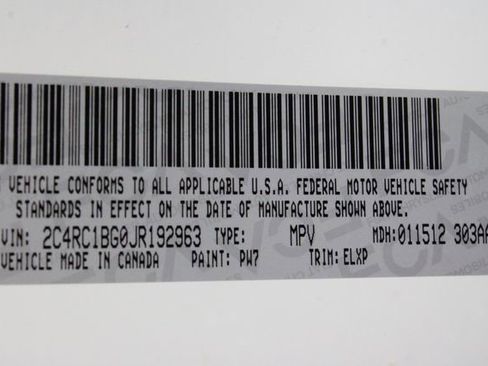 VEHICLE CONFORMS TO ALL APPLICABLE U.S.A. FEDERAL MOTOR VEHICLE SAFETY
STANDARDS IN EFFECT ON THE DATE OF MANUFACTURE SHOWN ABOVE.
VIN: 2C4RC1BG0JR192963 TYPE: MPV MDH: 011512 303AA
VEHICLE MADE IN CANADA PAINT: PW7 TRIM: ELXP